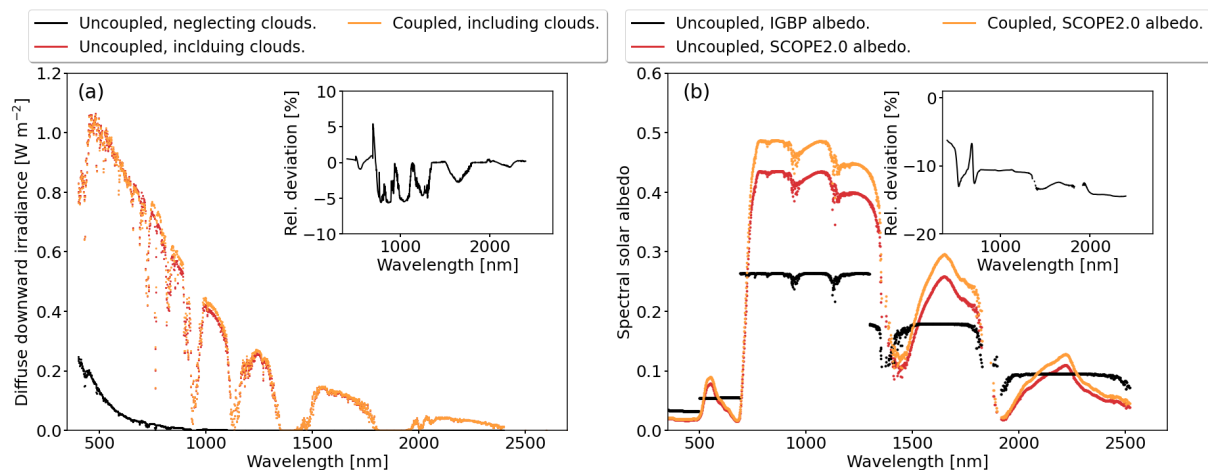 Uncoupled, neglecting clouds.
Uncoupled, inclduing clouds.
Coupled, including clouds.
(a)
Diffuse downward irradiance [W m⁻²]
1.2
1.0
0.8
0.6
0.4
0.2
0.0
500
1000
1500
2000
2500
Wavelength [nm]
Rel. deviation [%]
10
5
0
−5
−10
1000
2000
Wavelength [nm]
Uncoupled, IGBP albedo.
Uncoupled, SCOPE2.0 albedo.
Coupled, SCOPE2.0 albedo.
(b)
Spectral solar albedo
0.6
0.5
0.4
0.3
0.2
0.1
0.0
500
1000
1500
2000
2500
Wavelength [nm]
Rel. deviation [%]
0
−10
−20
1000
2000
Wavelength [nm]